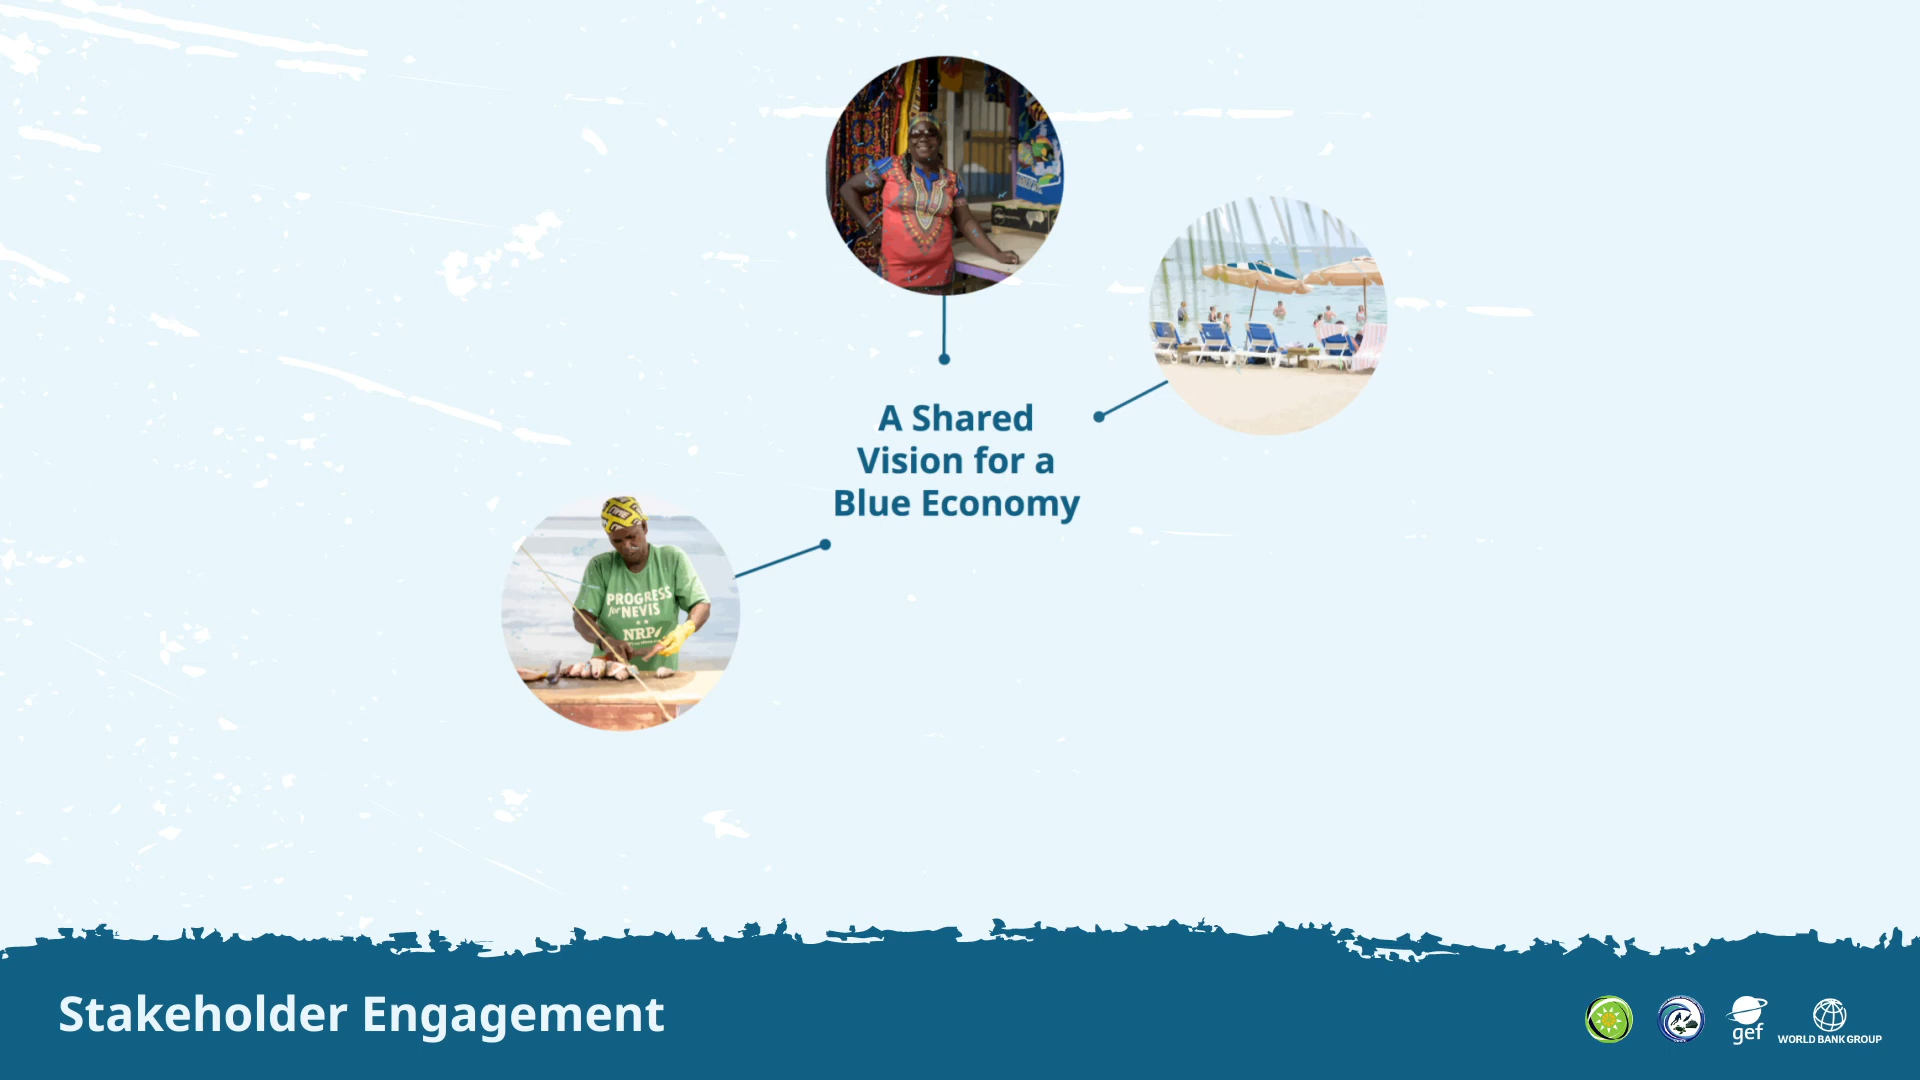 A Shared
Vision for a
Blue Economy
PROGRESS
for NEVIS
NRP
Stakeholder Engagement
gef
WORLD BANK GROUP